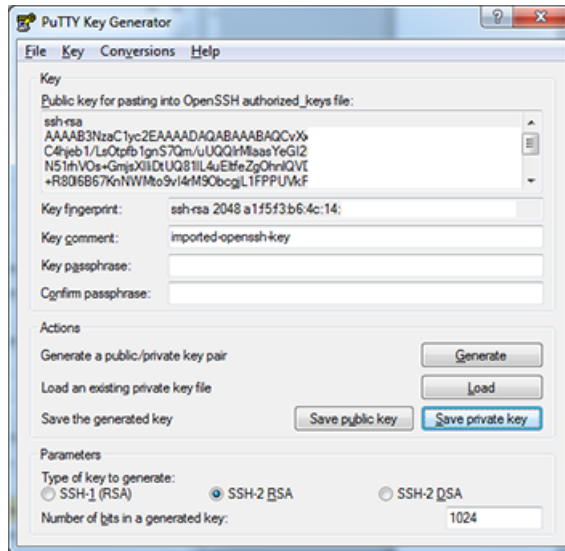 PuTTY Key Generator
File Key Conversions Help
Key
Public key for pasting into OpenSSH authorized_keys file:
ssh-rsa
AAAAB3NzaC1yc2EAAAADAQABAAABAQCvX
C4hjeb1/LsOtpfb1gnS7Qm/uUQQlrMlaasYeGI2
+R80I6B67KnNWMto9vI4rM9ObcgjL1FPPUVkF
Key fingerprint: ssh-rsa 2048 a1:f5:f3:b6:4c:14:
Key comment: imported-openssh-key
Key passphrase:
Confirm passphrase:
Actions
Generate a public/private key pair Generate
Load an existing private key file Load
Save the generated key Save public key Save private key
Parameters
Type of key to generate:
SSH-1 (RSA) SSH-2 RSA SSH-2 DSA
Number of bits in a generated key: 1024